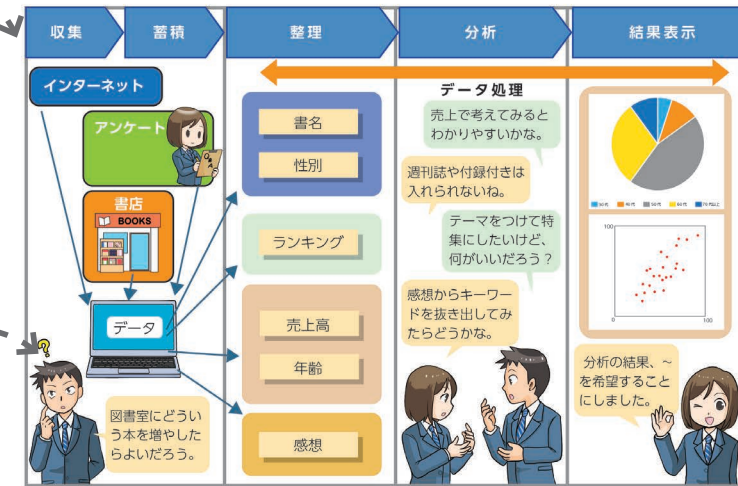 収集
蓄積
整理
分析
結果表示
インターネット
アンケート
書店
BOOKS
データ
?
図書室にどうい
う本を増やした
らよいだろう。
書名
性別
ランキング
売上高
年齢
感想
データ処理
売上で考えてみると
わかりやすいかな。
週刊誌や付録付きは
入れられないね。
テーマをつけて特
集にしたいけど、
何がいいだろう？
感想からキーワー
ドを抜き出してみ
たらどうかな。
100
0
100
分析の結果、～
を希望すること
にしました。